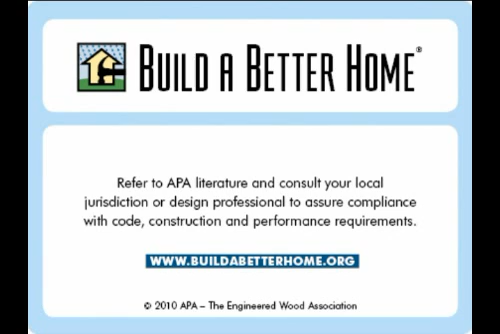 BUILD A BETTER HOME®
Refer to APA literature and consult your local
jurisdiction or design professional to assure compliance
with code, construction and performance requirements.
WWW.BUILDABETTERHOME.ORG
© 2010 APA – The Engineered Wood Association